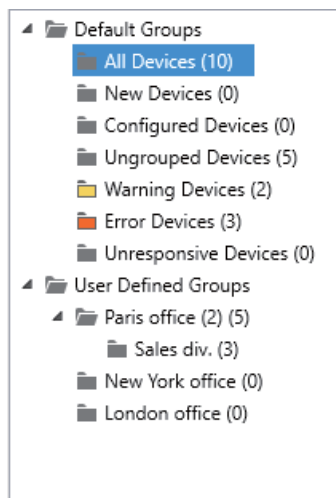 Default Groups
All Devices (10)
New Devices (0)
Configured Devices (0)
Ungrouped Devices (5)
Warning Devices (2)
Error Devices (3)
Unresponsive Devices (0)
User Defined Groups
Paris office (2) (5)
Sales div. (3)
New York office (0)
London office (0)